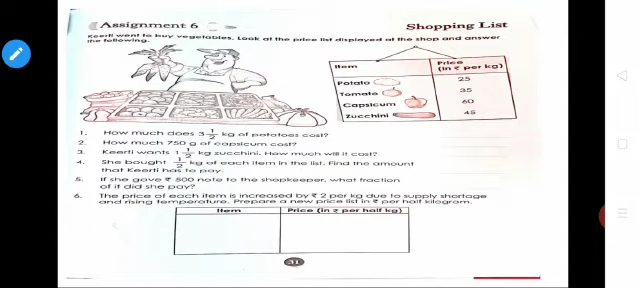 Assignment 6
Shopping List
Keerti went to buy vegetables. Look at the price list displayed at the shop and answer
the following.
Item Price (in ₹ per kg)
Potato 25
Tomato 35
Capsicum 60
Zucchini 45
1. How much does 3 1/2 kg of potatoes cost?
2. How much 750 g of capsicum cost?
3. Keerti wants 1 1/2 kg zucchini. How much will it cost?
4. She bought 1/2 kg of each item in the list. Find the amount
that Keerti has to pay.
5. If she gave ₹ 500 note to the shopkeeper, what fraction
of it did she pay?
6. The price of each item is increased by ₹ 2 per kg due to supply shortage
and rising temperature. Prepare a new price list in ₹ per half kilogram.
Item Price (in ₹ per half kg)
31